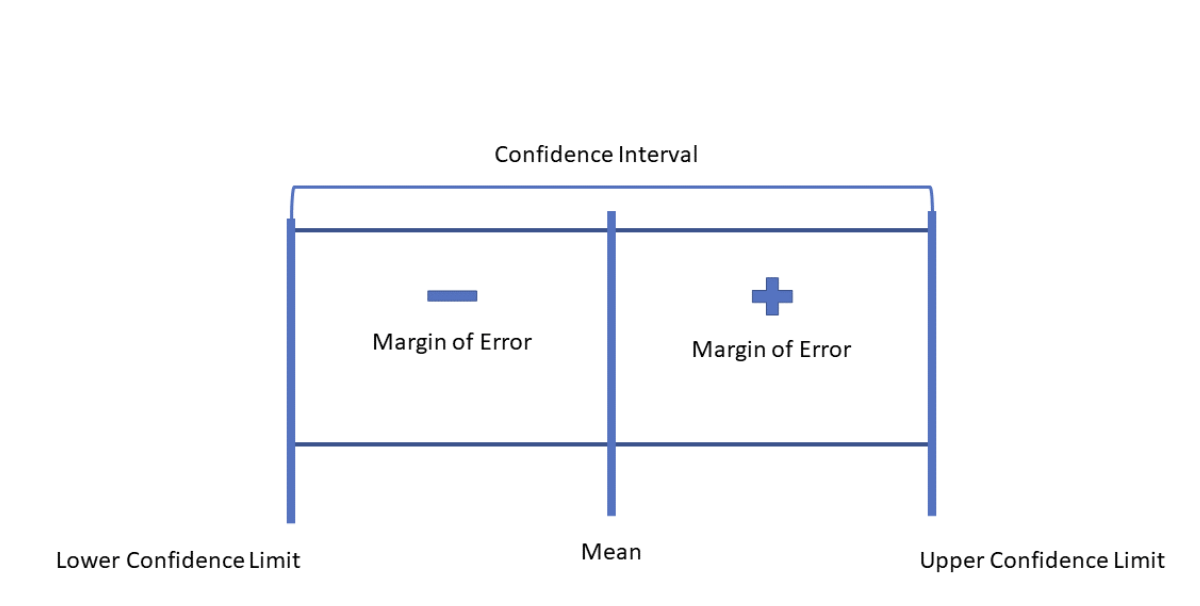 Confidence Interval
Margin of Error
Margin of Error
Lower Confidence Limit
Mean
Upper Confidence Limit